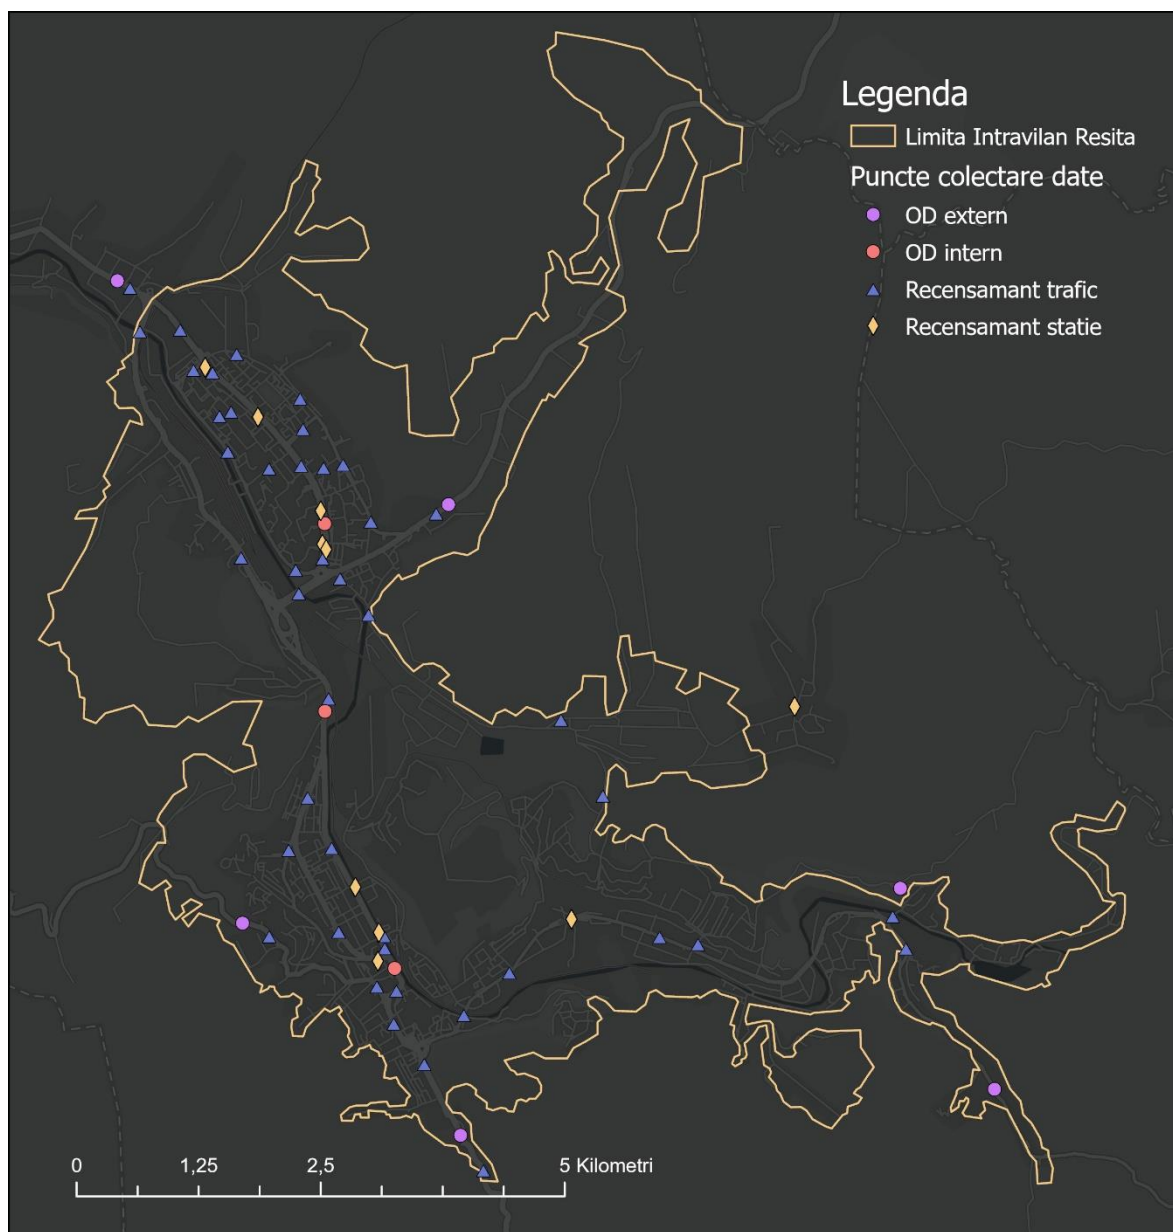 Legenda
Limita Intravilan Resita
Puncte colectare date
OD extern
OD intern
Recensamant trafic
Recensamant statie
0 1,25 2,5 5 Kilometri